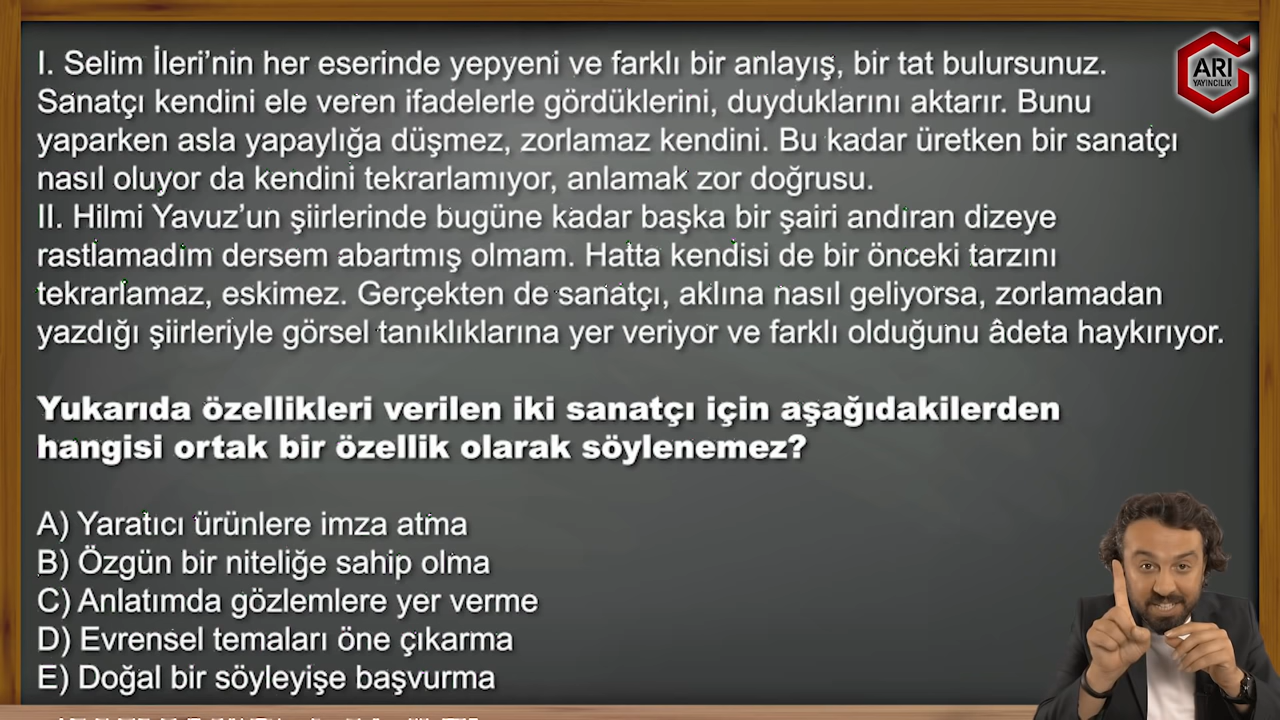 I. Selim İleri’nin her eserinde yepyeni ve farklı bir anlayış, bir tat bulursunuz.
Sanatçı kendini ele veren ifadelerle gördüklerini, duyduklarını aktarır. Bunu
yaparken asla yapaylığa düşmez, zorlamaz kendini. Bu kadar üretken bir sanatçı
nasıl oluyor da kendini tekrarlamıyor, anlamak zor doğrusu.
II. Hilmi Yavuz’un şiirlerinde bugüne kadar başka bir şairi andıran dizeye
rastlamadım dersem abartmış olmam. Hatta kendisi de bir önceki tarzını
tekrarlamaz, eskimez. Gerçekten de sanatçı, aklına nasıl geliyorsa, zorlamadan
yazdığı şiirleriyle görsel tanıklıklarına yer veriyor ve farklı olduğunu âdeta haykırıyor.
Yukarıda özellikleri verilen iki sanatçı için aşağıdakilerden
hangisi ortak bir özellik olarak söylenemez?
A) Yaratıcı ürünlere imza atma
B) Özgün bir niteliğe sahip olma
C) Anlatımda gözlemlere yer verme
D) Evrensel temaları öne çıkarma
E) Doğal bir söyleyişe başvurma
ARI
YAYINCILIK